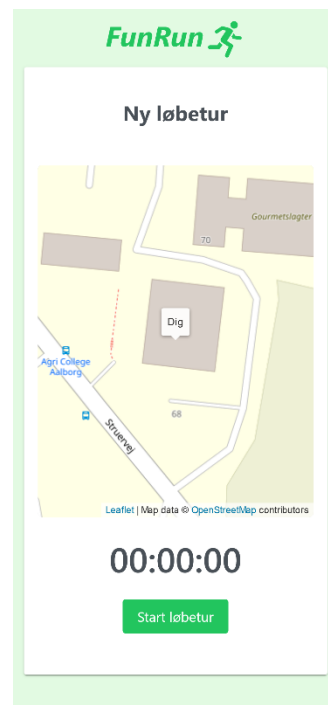 FunRun
Ny løbetur
Gourmetslagter
70
Dig
Agri College
Aalborg
68
Struervej
Leaflet | Map data © OpenStreetMap contributors
00:00:00
Start løbetur